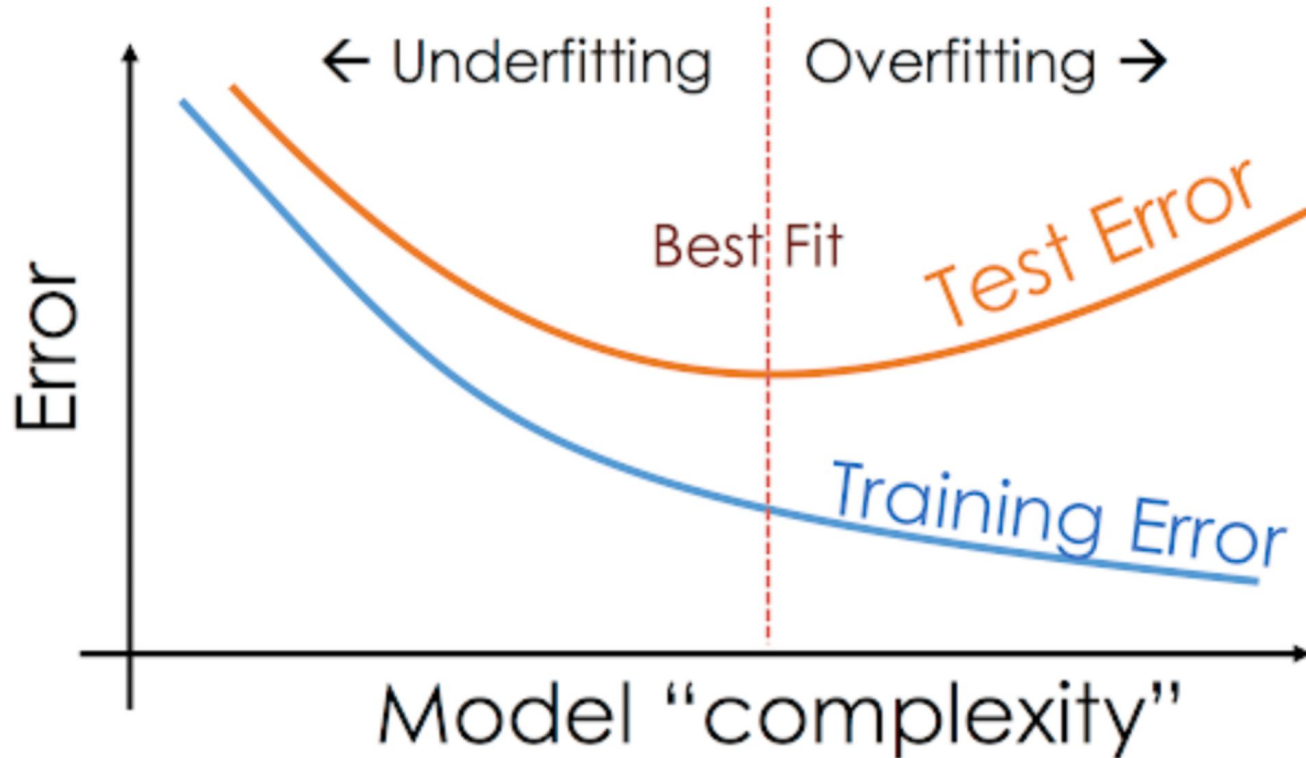 ← Underfitting
Overfitting →
Best Fit
Test Error
Error
Training Error
Model “complexity”